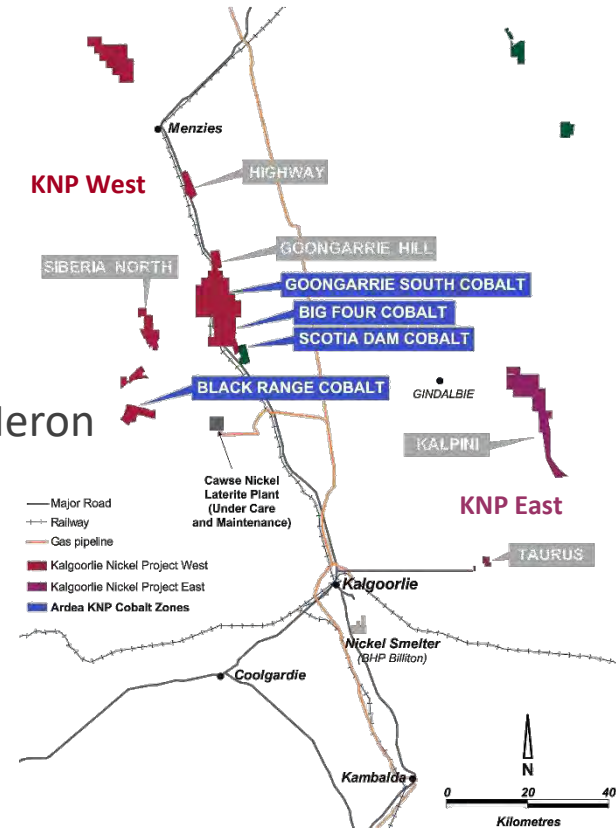 Menzies
KNP West
HIGHWAY
GOONGARRIE HILL
SIBERIA NORTH
GOONGARRIE SOUTH COBALT
BIG FOUR COBALT
SCOTIA DAM COBALT
BLACK RANGE COBALT
GINDALBIE
leron
KALPINI
Cawse Nickel
Laterite Plant
(Under Care
and Maintenance)
KNP East
Major Road
Railway
Gas pipeline
Kalgoorlie Nickel Project West
Kalgoorlie Nickel Project East
Ardea KNP Cobalt Zones
TAURUS
Kalgoorlie
Nickel Smelter
(BHP Billiton)
Coolgardie
Kambalda
N
0 20 40
Kilometres